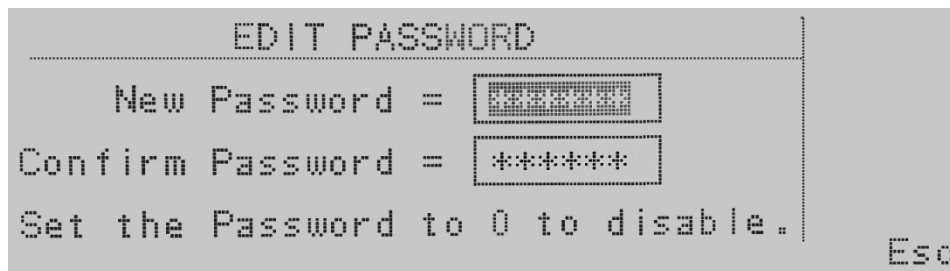 EDIT PASSWORD
New Password = ******
Confirm Password = ******
Set the Password to 0 to disable.
Esc